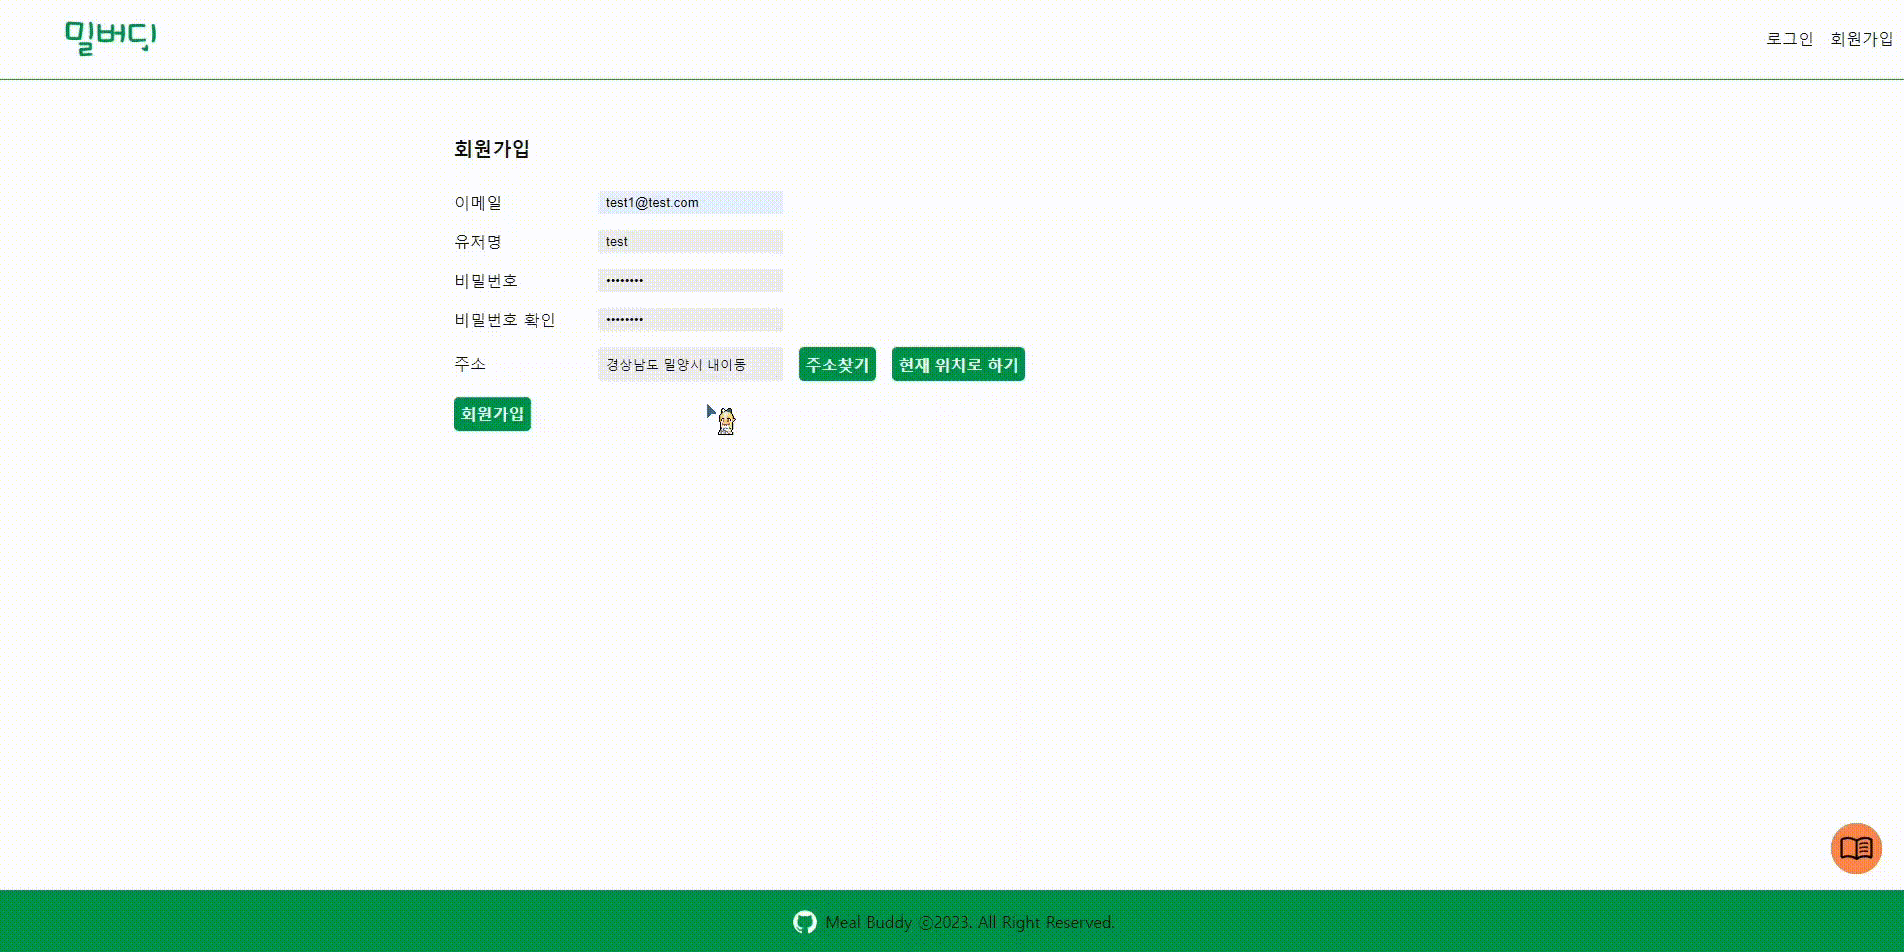 밀버디
로그인 회원가입
회원가입
이메일 test1@test.com
유저명 test
비밀번호 ••••••••
비밀번호 확인 ••••••••
주소 경상남도 밀양시 내이동 주소찾기 현재 위치로 하기
회원가입
Meal Buddy ⓒ2023. All Right Reserved.